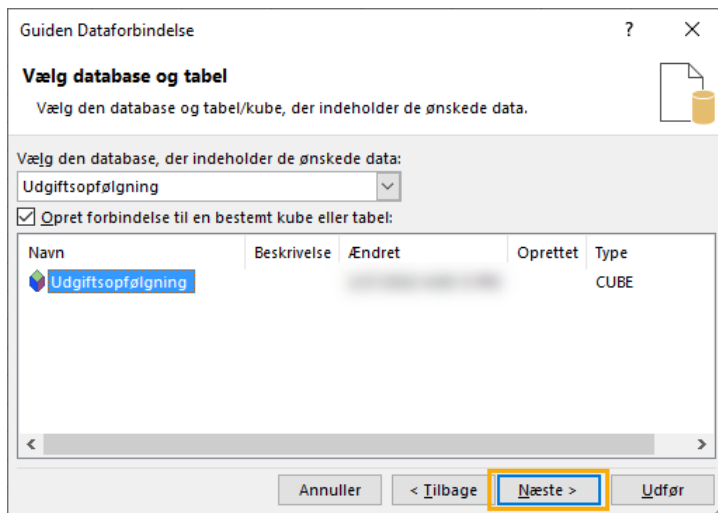 Guiden Dataforbindelse
Vælg database og tabel
Vælg den database og tabel/kube, der indeholder de ønskede data.
Vælg den database, der indeholder de ønskede data:
Udgiftsopfølgning
Opret forbindelse til en bestemt kube eller tabel:
Navn Beskrivelse Ændret Oprettet Type
Udgiftsopfølgning CUBE
Annuller < Tilbage Næste > Udfør